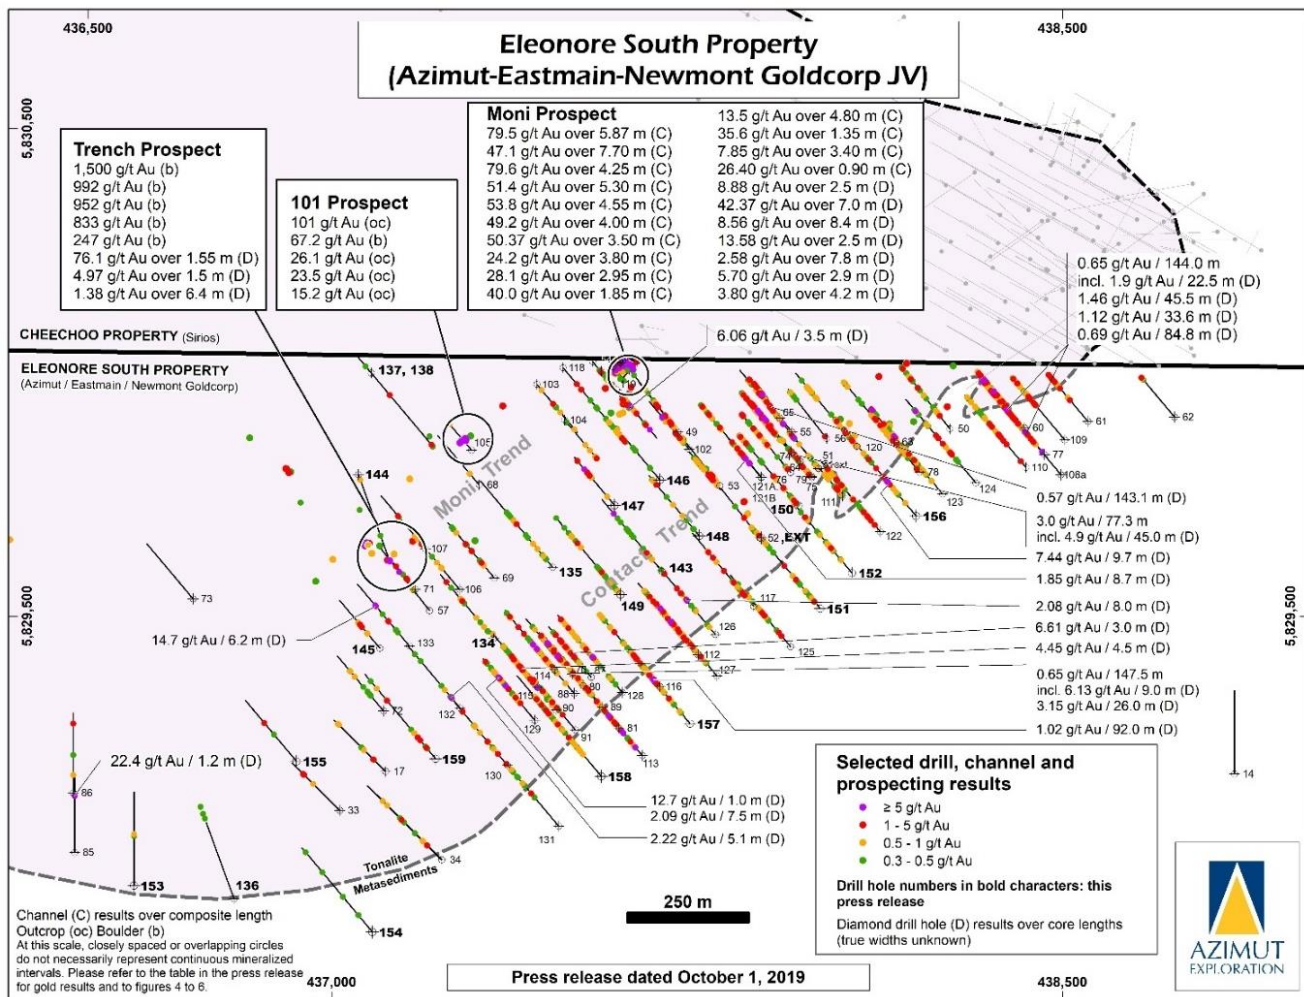 436,500
438,500
Eleonore South Property
(Azimut-Eastmain-Newmont Goldcorp JV)
5,830,500
Trench Prospect
1,500 g/t Au (b)
992 g/t Au (b)
952 g/t Au (b)
833 g/t Au (b)
247 g/t Au (b)
76.1 g/t Au over 1.55 m (D)
4.97 g/t Au over 1.5 m (D)
1.38 g/t Au over 6.4 m (D)
101 Prospect
101 g/t Au (oc)
67.2 g/t Au (b)
26.1 g/t Au (oc)
23.5 g/t Au (oc)
15.2 g/t Au (oc)
Moni Prospect
79.5 g/t Au over 5.87 m (C)
47.1 g/t Au over 7.70 m (C)
79.6 g/t Au over 4.25 m (C)
51.4 g/t Au over 5.30 m (C)
53.8 g/t Au over 4.55 m (C)
49.2 g/t Au over 4.00 m (C)
50.37 g/t Au over 3.50 m (C)
24.2 g/t Au over 3.80 m (C)
28.1 g/t Au over 2.95 m (C)
40.0 g/t Au over 1.85 m (C)
13.5 g/t Au over 4.80 m (C)
35.6 g/t Au over 1.35 m (C)
7.85 g/t Au over 3.40 m (C)
26.40 g/t Au over 0.90 m (C)
8.88 g/t Au over 2.5 m (D)
42.37 g/t Au over 7.0 m (D)
8.56 g/t Au over 8.4 m (D)
13.58 g/t Au over 2.5 m (D)
2.58 g/t Au over 7.8 m (D)
5.70 g/t Au over 2.9 m (D)
3.80 g/t Au over 4.2 m (D)
0.65 g/t Au / 144.0 m
incl. 1.9 g/t Au / 22.5 m (D)
1.46 g/t Au / 45.5 m (D)
1.12 g/t Au / 33.6 m (D)
0.69 g/t Au / 84.8 m (D)
CHEECHOO PROPERTY (Sirios)
6.06 g/t Au / 3.5 m (D)
ELEONORE SOUTH PROPERTY
(Azimut / Eastmain / Newmont Goldcorp)
137, 138
118
103
104
105
49
102
65
55
56
120
63
50
60
109
61
62
77
110
108a
144
68
Moni Trend
146
53
74
51
64
76
79
75
121A
121B
78
123
124
0.57 g/t Au / 143.1 m (D)
147
150
111
156
3.0 g/t Au / 77.3 m
incl. 4.9 g/t Au / 45.0 m (D)
107
148
52,EXT
122
Contact Trend
7.44 g/t Au / 9.7 m (D)
69
135
143
152
1.85 g/t Au / 8.7 m (D)
73
71
106
57
149
117
151
2.08 g/t Au / 8.0 m (D)
5,829,500
5,829,500
14.7 g/t Au / 6.2 m (D)
145
133
134
126
125
6.61 g/t Au / 3.0 m (D)
4.45 g/t Au / 4.5 m (D)
112
127
114
80
88
128
116
0.65 g/t Au / 147.5 m
incl. 6.13 g/t Au / 9.0 m (D)
3.15 g/t Au / 26.0 m (D)
72
132
129
90
89
91
81
157
1.02 g/t Au / 92.0 m (D)
22.4 g/t Au / 1.2 m (D)
155
17
159
130
113
158
14
86
33
12.7 g/t Au / 1.0 m (D)
2.09 g/t Au / 7.5 m (D)
131
2.22 g/t Au / 5.1 m (D)
85
34
153
136
Tonalite
Metasediments
154
250 m
Selected drill, channel and
prospecting results
≥ 5 g/t Au
1 - 5 g/t Au
0.5 - 1 g/t Au
0.3 - 0.5 g/t Au
Drill hole numbers in bold characters: this
press release
Diamond drill hole (D) results over core lengths
(true widths unknown)
Channel (C) results over composite length
Outcrop (oc) Boulder (b)
At this scale, closely spaced or overlapping circles
do not necessarily represent continuous mineralized
intervals. Please refer to the table in the press release
for gold results and to figures 4 to 6.
AZIMUT
EXPLORATION
Press release dated October 1, 2019
437,000
438,500